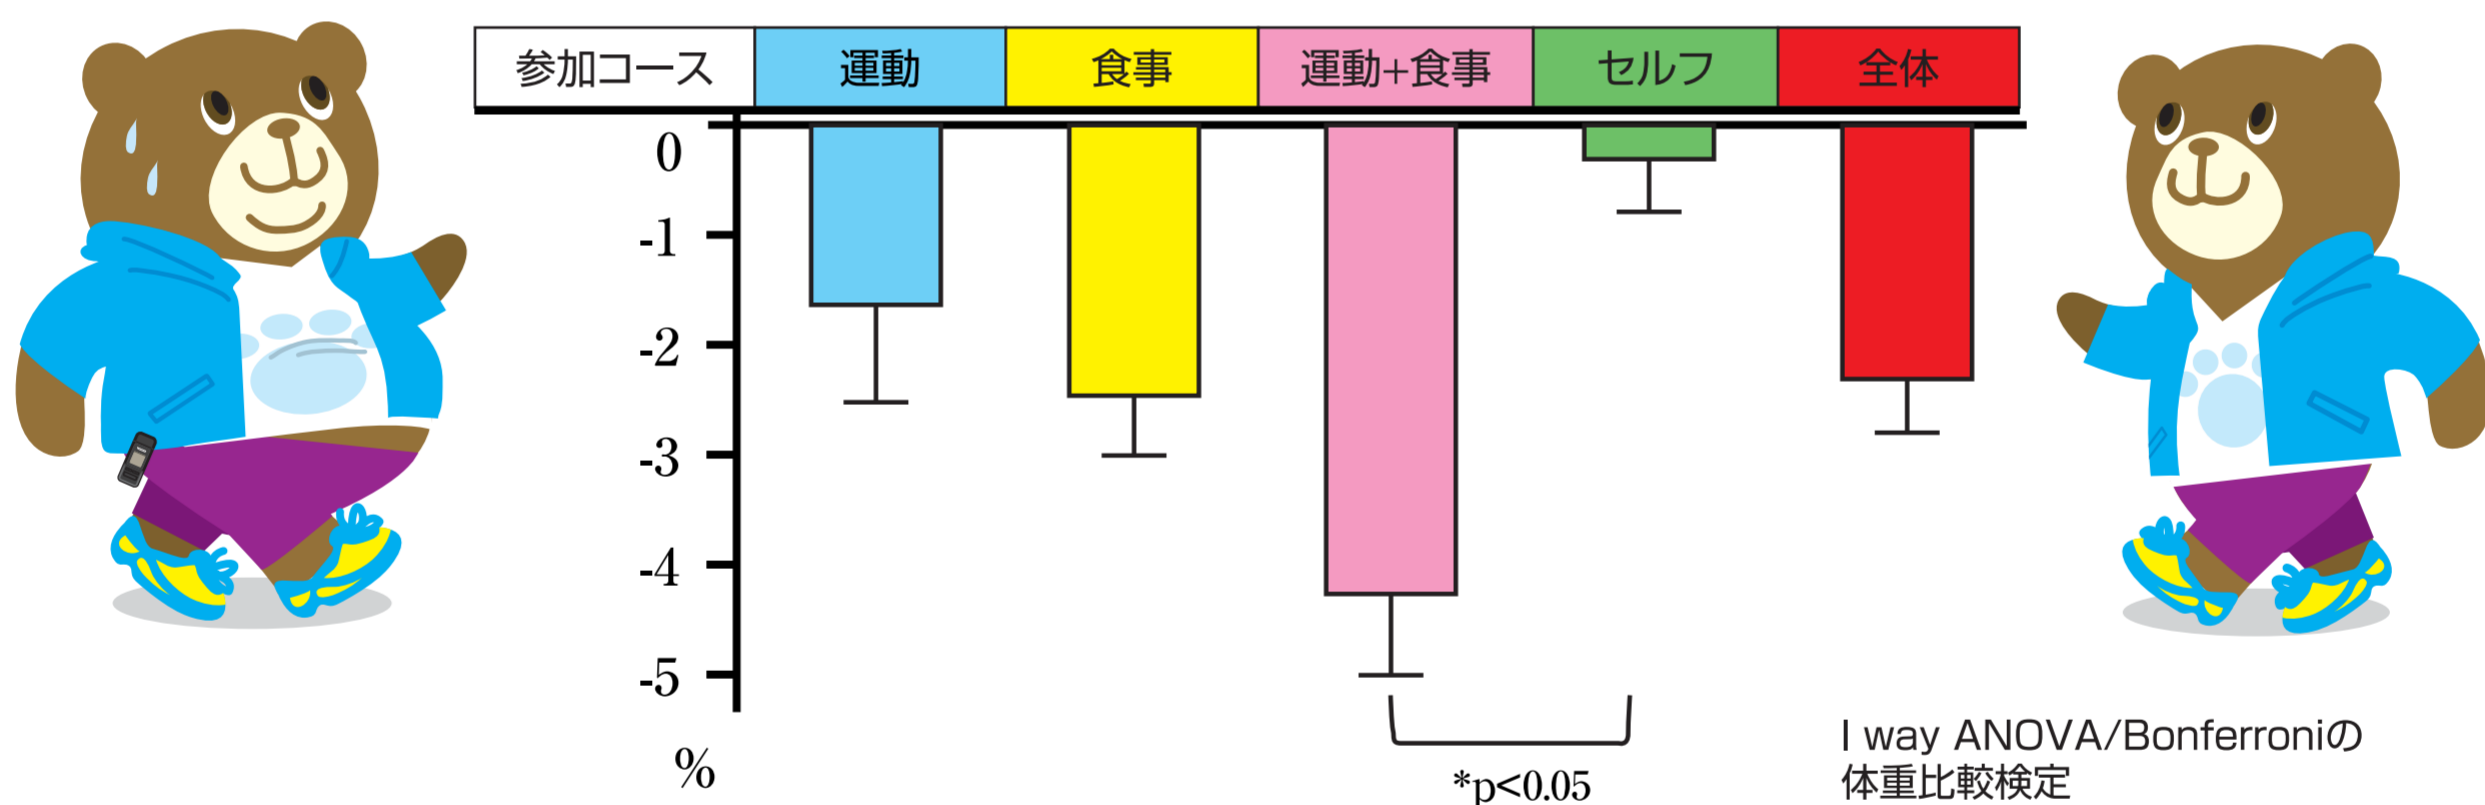 参加コース 運動 食事 運動+食事 セルフ 全体
0
-1
-2
-3
-4
-5
%
*p<0.05
I way ANOVA/Bonferroniの
体重比較検定